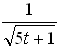 1/√(5t + 1)